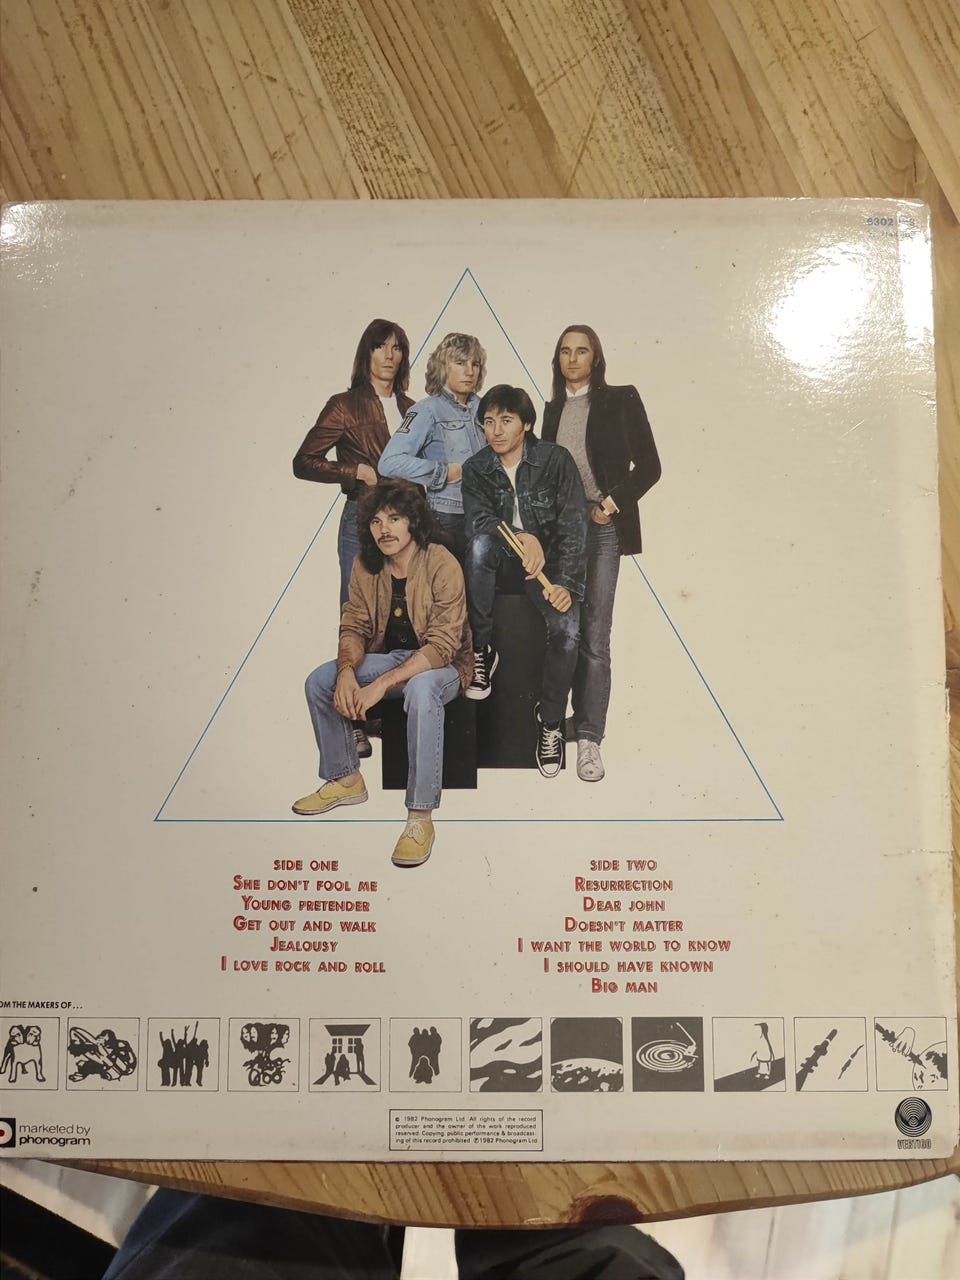 6302
SIDE ONE
SHE DON'T FOOL ME
YOUNG PRETENDER
GET OUT AND WALK
JEALOUSY
I LOVE ROCK AND ROLL
SIDE TWO
RESURRECTION
DEAR JOHN
DOESN'T MATTER
I WANT THE WORLD TO KNOW
I SHOULD HAVE KNOWN
BIG MAN
OM THE MAKERS OF...
marketed by
phonogram
© 1982 Phonogram Ltd. All rights of the record
producer and the owner of the work reproduced
reserved. Copying, public performance & broadcast-
ing of this record prohibited ℗1982 Phonogram Ltd
VERTIGO